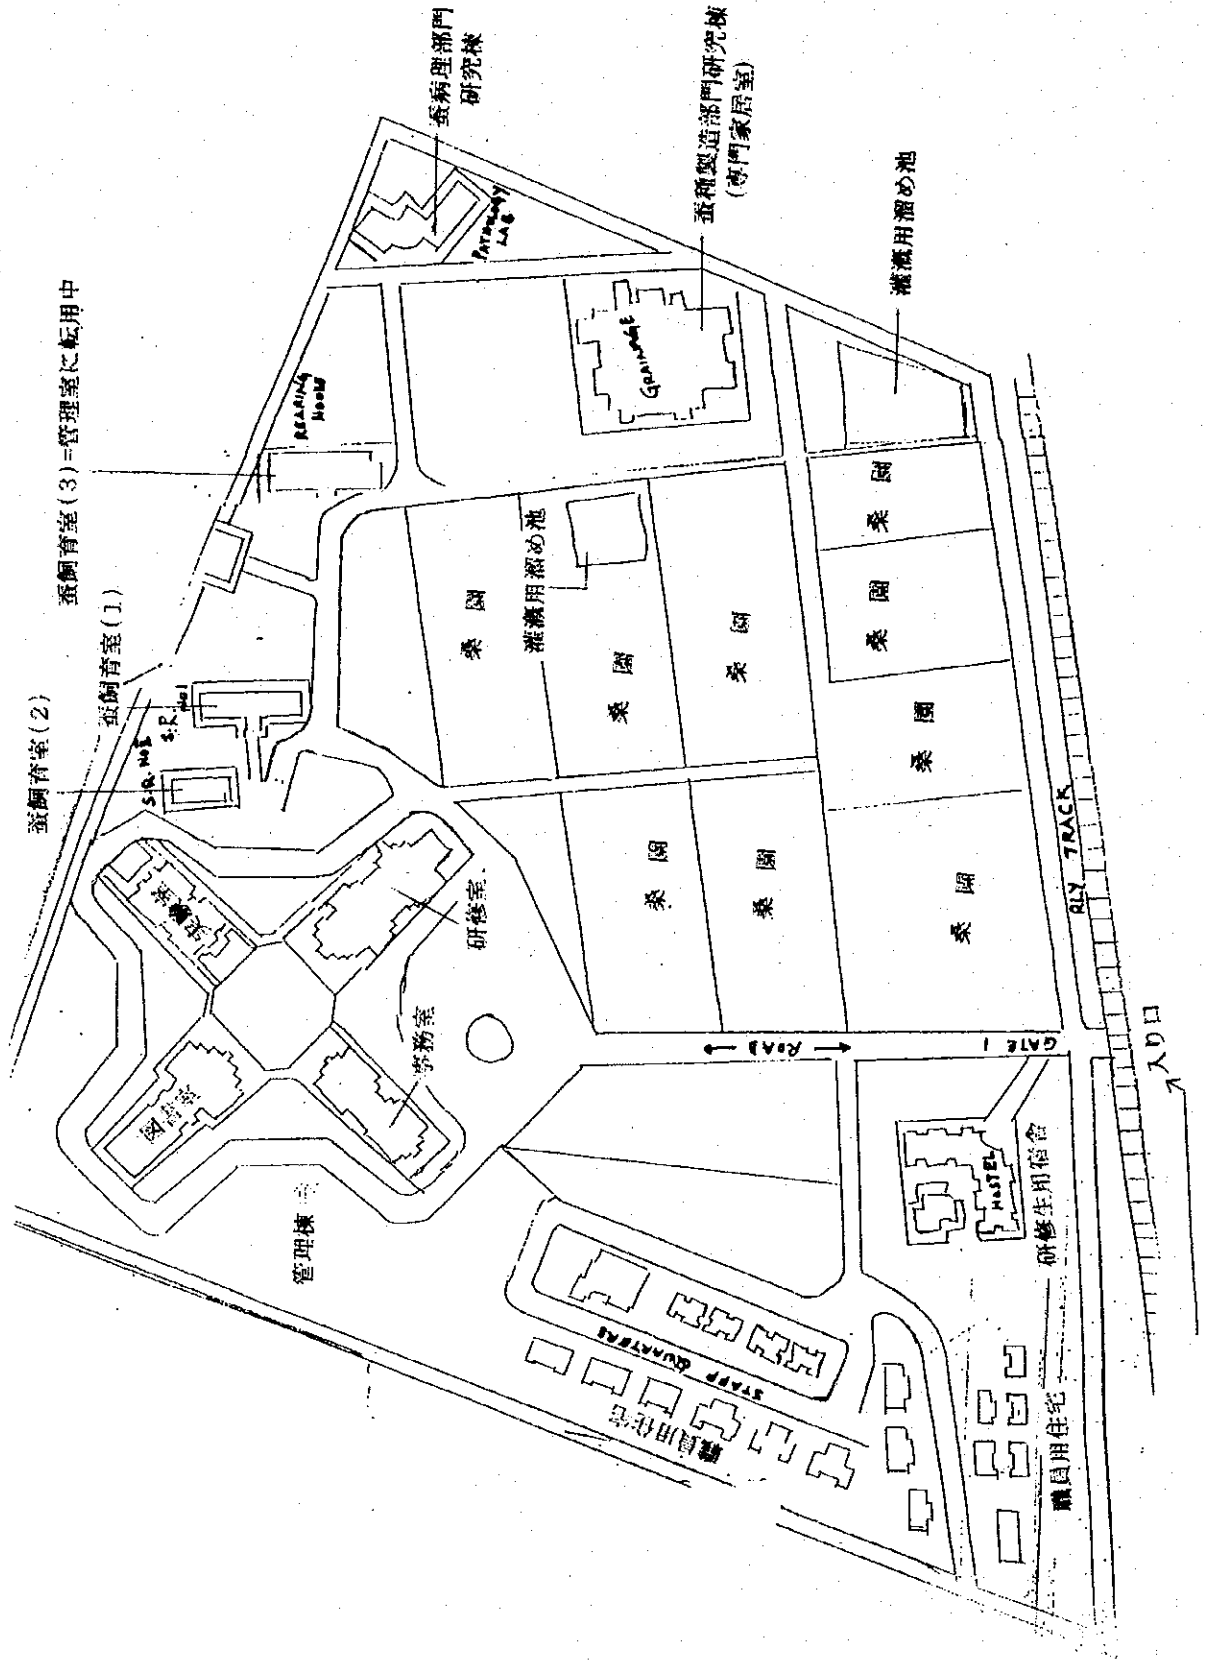 蚕飼育室(2)
蚕飼育室(1)
蚕飼育室(3)=管理室に転用中
蚕病理部門
研究棟
蚕種製造部門研究棟
(専門家居室)
灌漑用溜め池
S.R. NO2
S.R. NO1
REARING
PATHOLOGY
LAB
GRAINAGE
灌漑用溜め池
実験室
図書室
研修室
事務室
管理棟
桑園
桑園
桑園
桑園
桑園
桑園
桑園
桑園
桑園
ROAD
GATE 1
RLY TRACK
入り口
HOSTEL
研修生用宿舎
STAFF QUARTERS
職員用住宅
職員用住宅